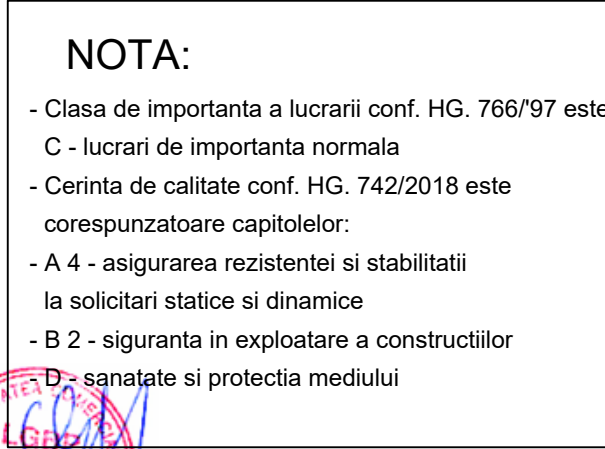 NOTA:
- Clasa de importanta a lucrarii conf. HG. 766/'97 este
C - lucrari de importanta normala
- Cerinta de calitate conf. HG. 742/2018 este
corespunzatoare capitolelor:
- A 4 - asigurarea rezistentei si stabilitatii
la solicitari statice si dinamice
- B 2 - siguranta in exploatare a constructiilor
- D - sanatate si protectia mediului